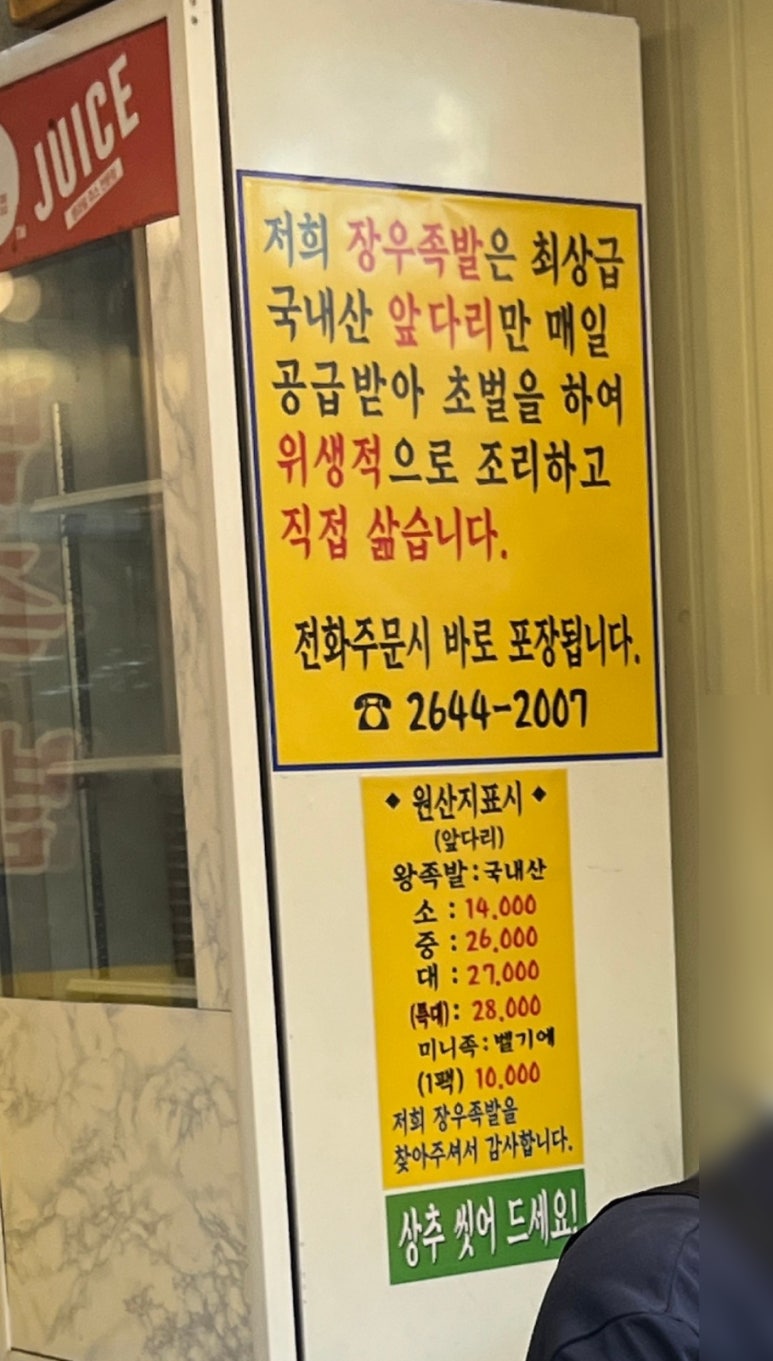 JUICE
TM
저희 장우족발은 최상급
국내산 앞다리만 매일
공급받아 초벌을 하여
위생적으로 조리하고
직접 삶습니다.
전화주문시 바로 포장됩니다.
☎ 2644-2007
◆ 원산지표시 ◆
(앞다리)
왕족발:국내산
소 : 14.000
중 : 26.000
대 : 27.000
(특대): 28.000
미니족:벨기에
(1팩) 10.000
저희 장우족발을
찾아주셔서 감사합니다.
상추 씻어 드세요!